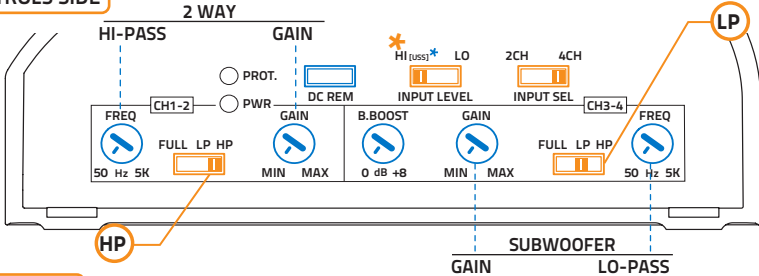 2 WAY
HI-PASS GAIN
LP
HI [USS]* LO 2CH 4CH
PROT.
DC REM INPUT LEVEL INPUT SEL
CH1-2 PWR CH3-4
FREQ GAIN B.BOOST GAIN FREQ
FULL LP HP FULL LP HP
50 Hz 5K MIN MAX 0 dB +8 MIN MAX 50 Hz 5K
HP
SUBWOOFER
GAIN LO-PASS